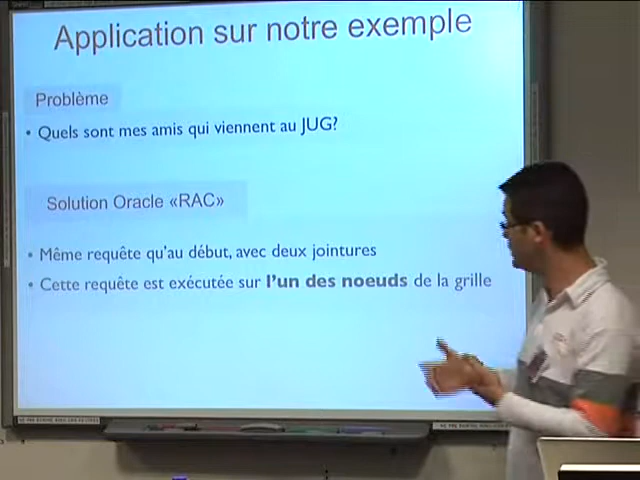 Application sur notre exemple
Problème
• Quels sont mes amis qui viennent au JUG?
Solution Oracle «RAC»
• Même requête qu'au début, avec deux jointures
• Cette requête est exécutée sur l'un des noeuds de la grille